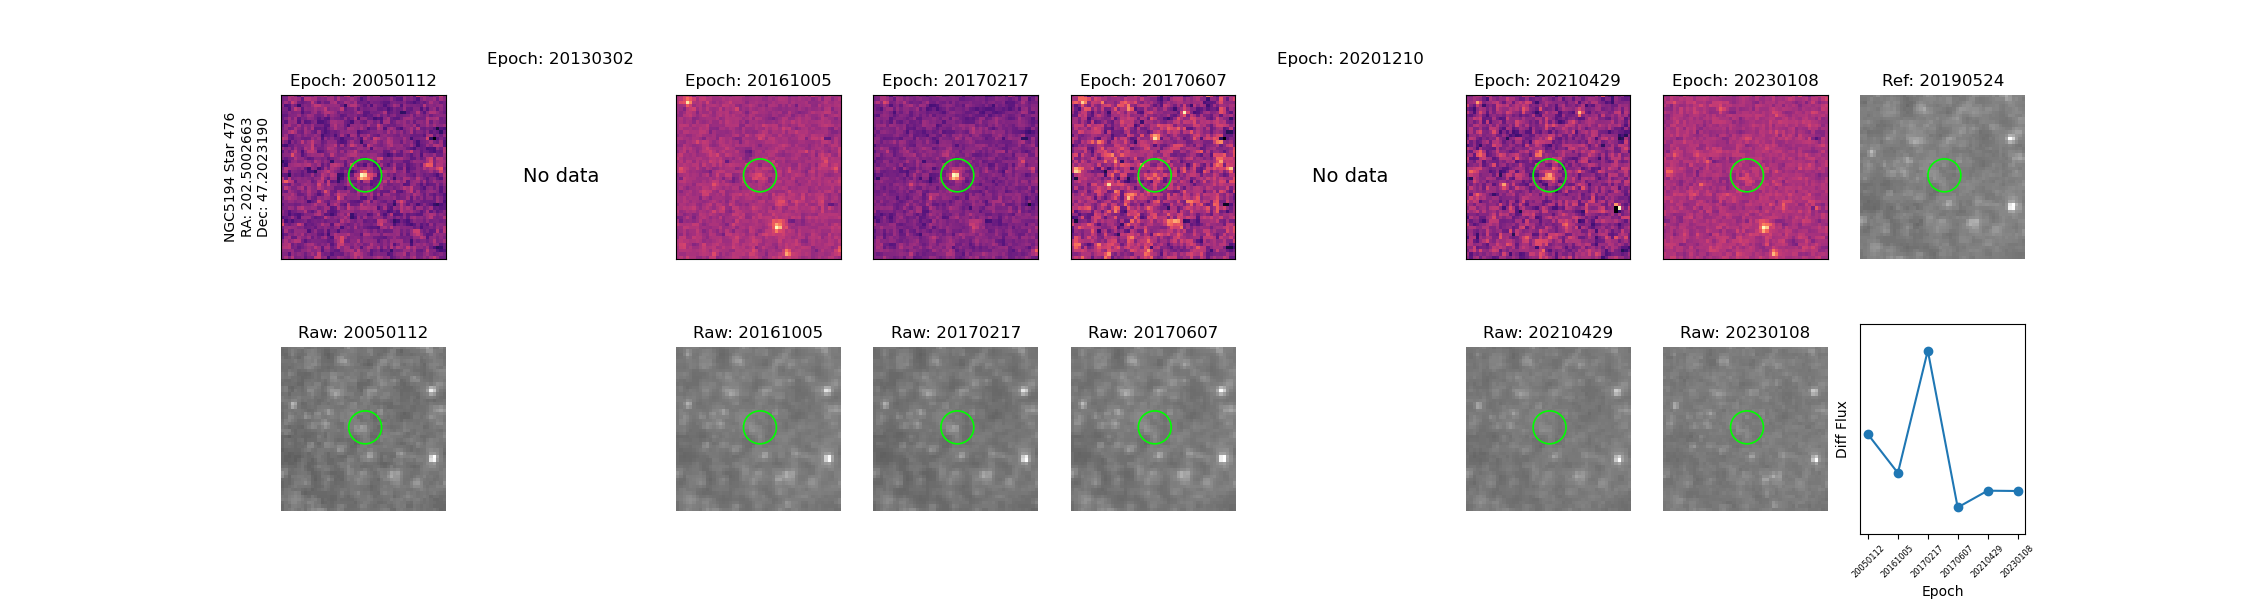 NGC5194 Star 476
RA: 202.5002663
Dec: 47.2023190
Epoch: 20050112
Epoch: 20130302
No data
Epoch: 20161005
Epoch: 20170217
Epoch: 20170607
Epoch: 20201210
No data
Epoch: 20210429
Epoch: 20230108
Ref: 20190524
Raw: 20050112
Raw: 20161005
Raw: 20170217
Raw: 20170607
Raw: 20210429
Raw: 20230108
Diff Flux
20050112
20161005
20170217
20170607
20210429
20230108
Epoch